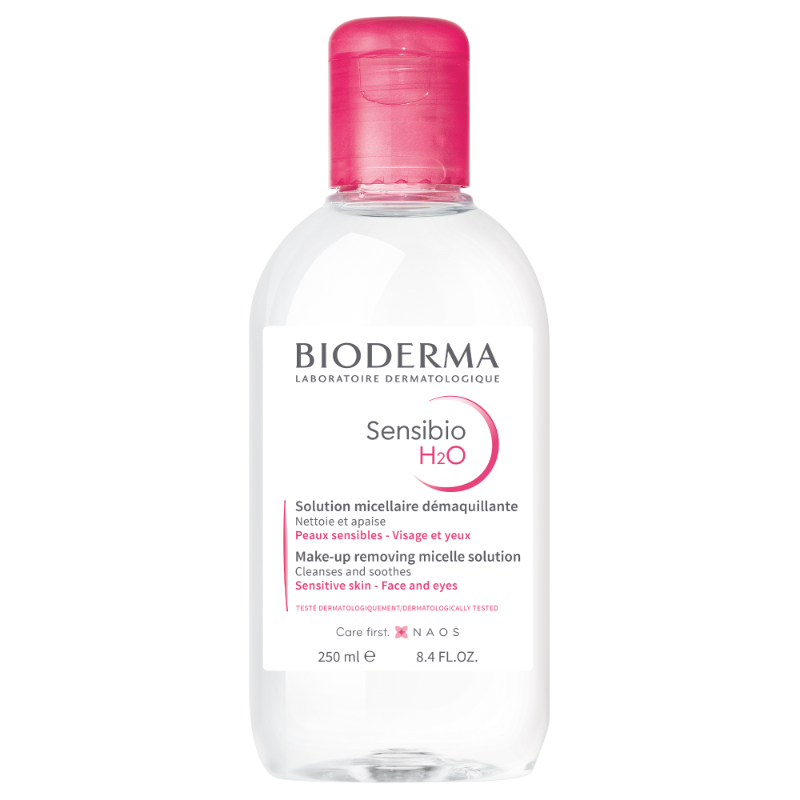 BIODERMA
LABORATOIRE DERMATOLOGIQUE
Sensibio
H2O
Solution micellaire démaquillante
Nettoie et apaise
Peaux sensibles - Visage et yeux
Make-up removing micelle solution
Cleanses and soothes
Sensitive skin - Face and eyes
TESTÉ DERMATOLOGIQUEMENT/DERMATOLOGICALLY TESTED
Care first. NAOS
250 ml ℮ 8.4 FL.OZ.